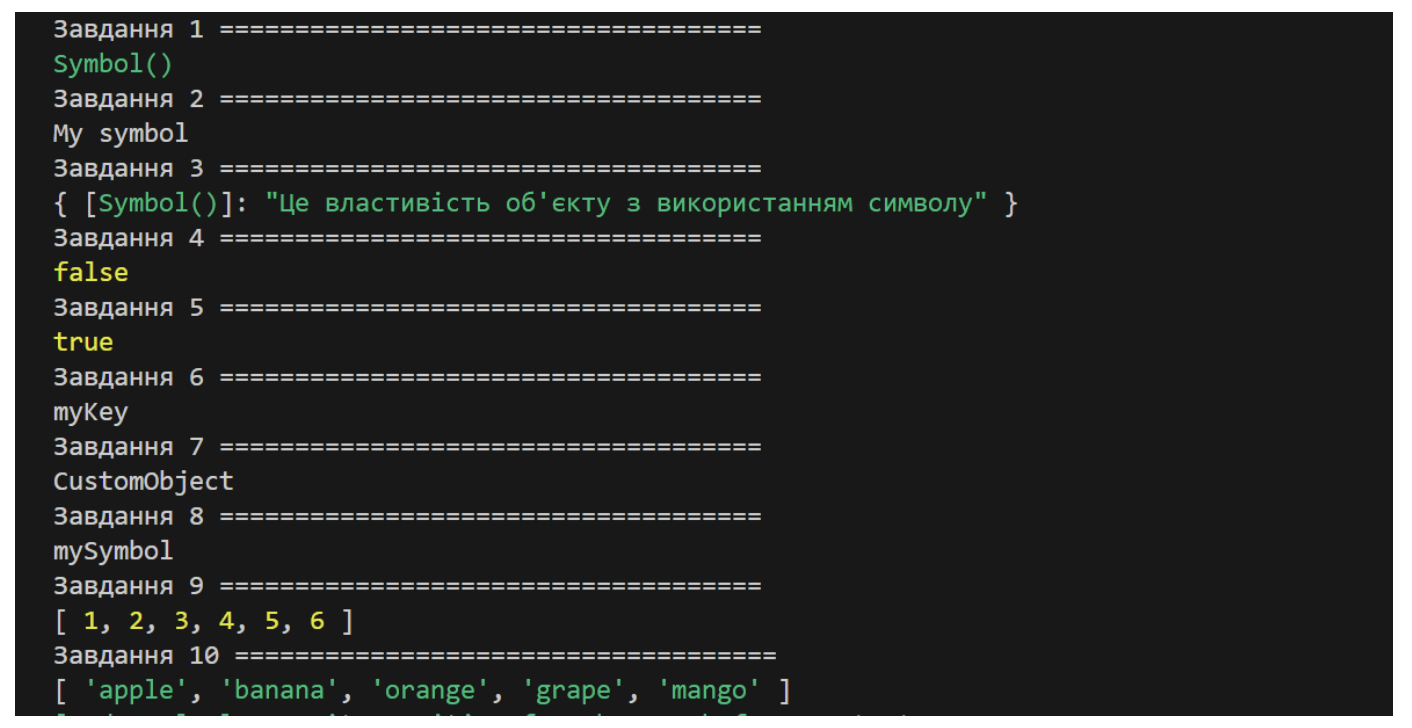 Завдання 1 ====================================
Symbol()
Завдання 2 ====================================
My symbol
Завдання 3 ====================================
{ [Symbol()]: "Це властивість об'єкту з використанням символу" }
Завдання 4 ====================================
false
Завдання 5 ====================================
true
Завдання 6 ====================================
myKey
Завдання 7 ====================================
CustomObject
Завдання 8 ====================================
mySymbol
Завдання 9 ====================================
[ 1, 2, 3, 4, 5, 6 ]
Завдання 10 ====================================
[ 'apple', 'banana', 'orange', 'grape', 'mango' ]